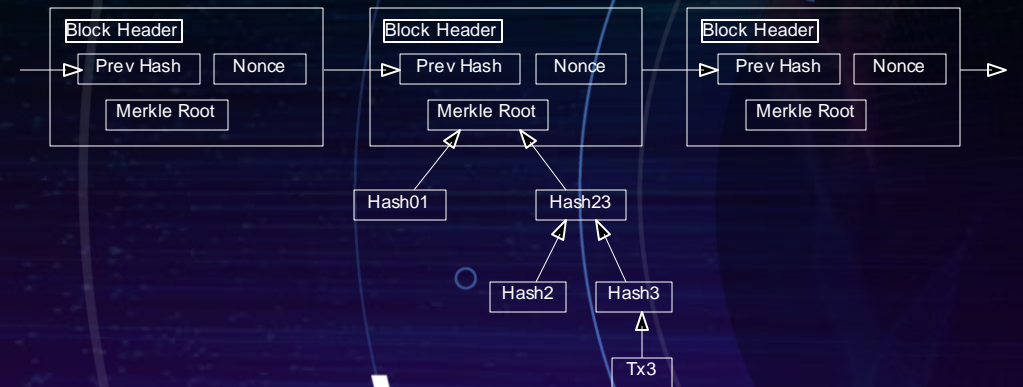 Block Header
Prev Hash
Nonce
Merkle Root
Block Header
Prev Hash
Nonce
Merkle Root
Block Header
Prev Hash
Nonce
Merkle Root
Hash01
Hash23
Hash2
Hash3
Tx3